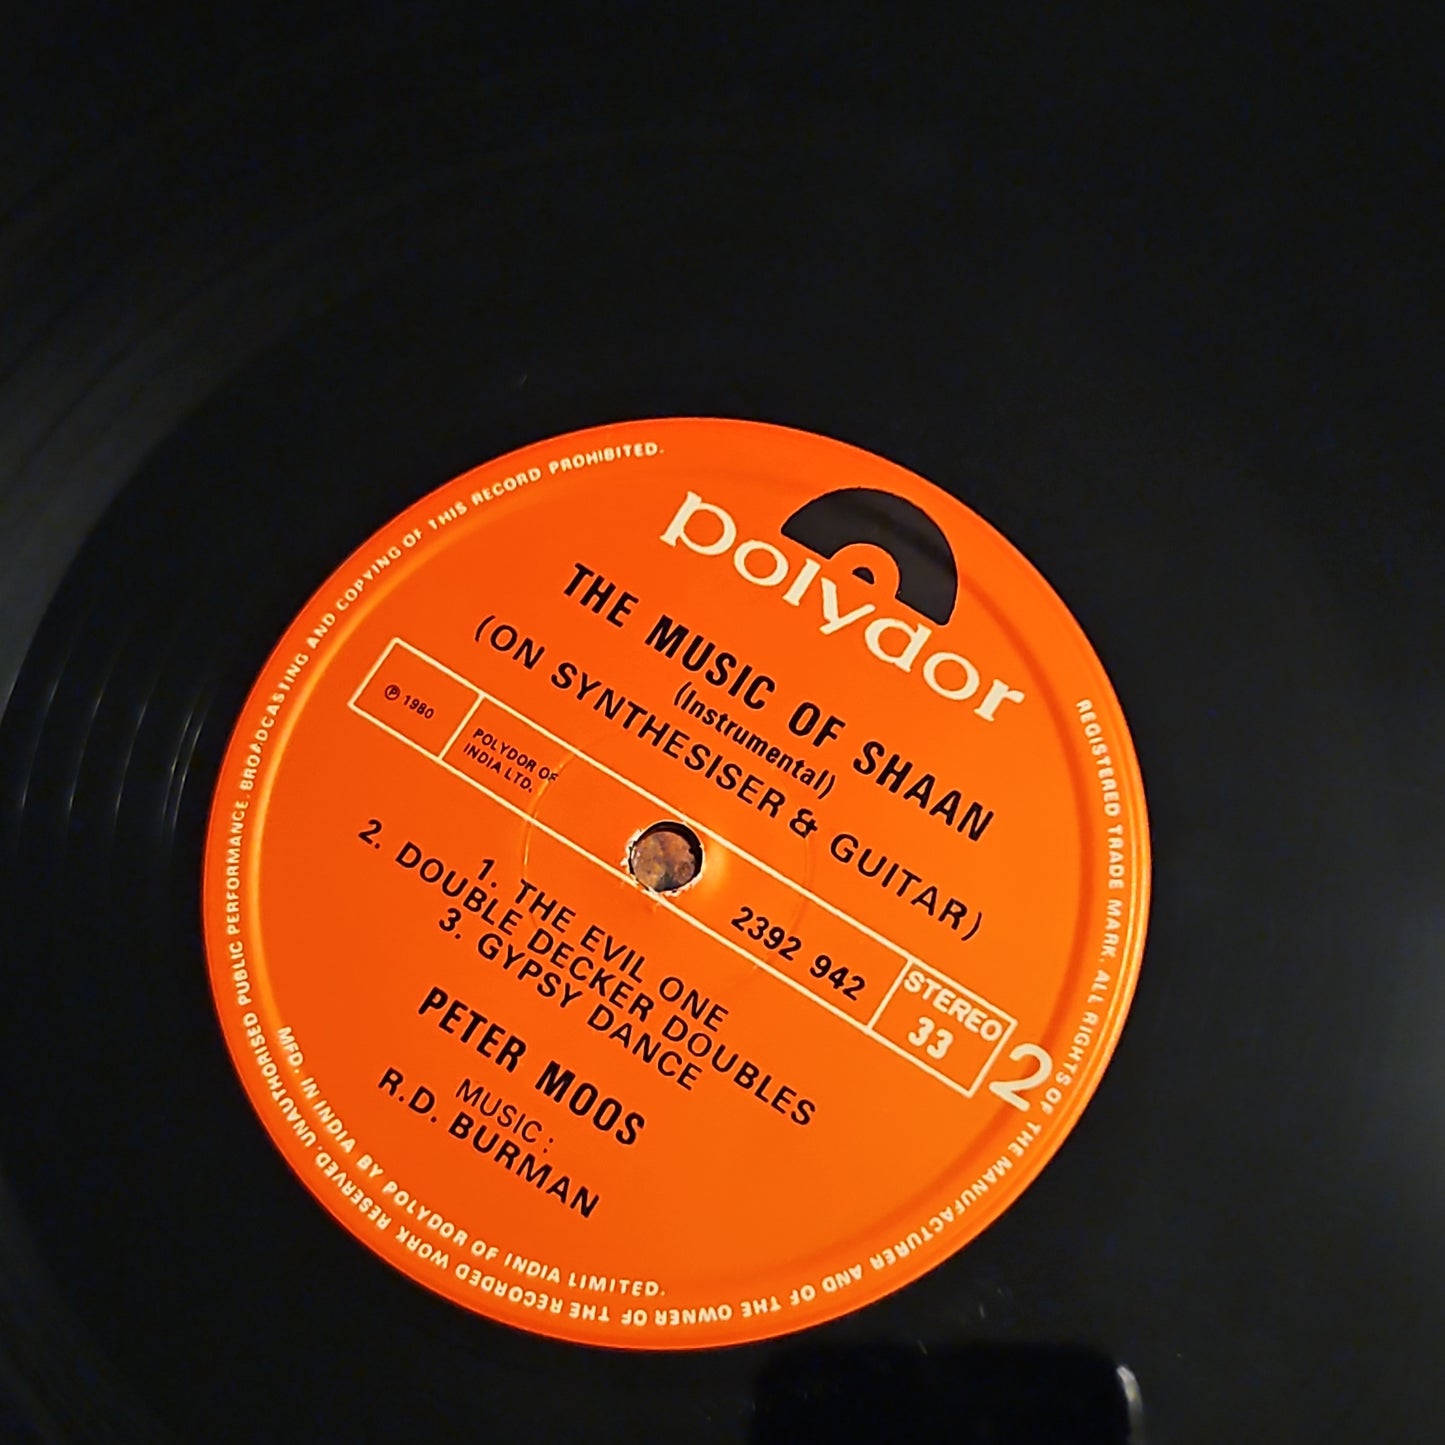 polydor
THE MUSIC OF SHAAN
(Instrumental)
(ON SYNTHESISER & GUITAR)
℗ 1980
POLYDOR OF
INDIA LTD.
2392 942
STEREO
33
2
1. THE EVIL ONE
2. DOUBLE DECKER DOUBLES
3. GYPSY DANCE
PETER MOOS
MUSIC:
R.D. BURMAN
REGISTERED TRADE MARK. ALL RIGHTS OF THE MANUFACTURER AND OF THE OWNER OF THE RECORDED WORK RESERVED. UNAUTHORISED PUBLIC PERFORMANCE, BROADCASTING AND COPYING OF THIS RECORD PROHIBITED.
MFD. IN INDIA BY POLYDOR OF INDIA LIMITED.